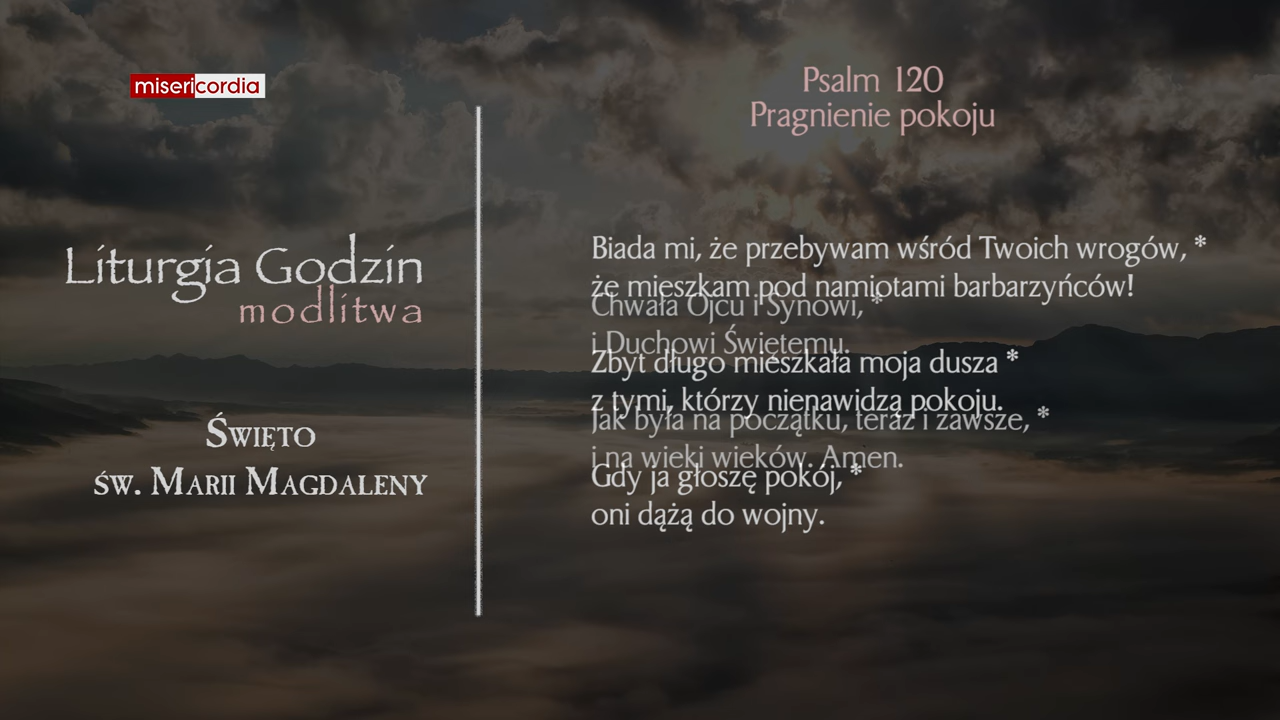 misericordia
Liturgia Godzin
modlitwa
Święto
św. Marii Magdaleny
Psalm 120
Pragnienie pokoju
Biada mi, że przebywam wśród Twoich wrogów, *
że mieszkam pod namiotami barbarzyńców!
Chwała Ojcu i Synowi, *
i Duchowi Świętemu.
Zbyt długo mieszkała moja dusza *
z tymi, którzy nienawidzą pokoju.
Jak była na początku, teraz i zawsze, *
i na wieki wieków. Amen.
Gdy ja głoszę pokój, *
oni dążą do wojny.